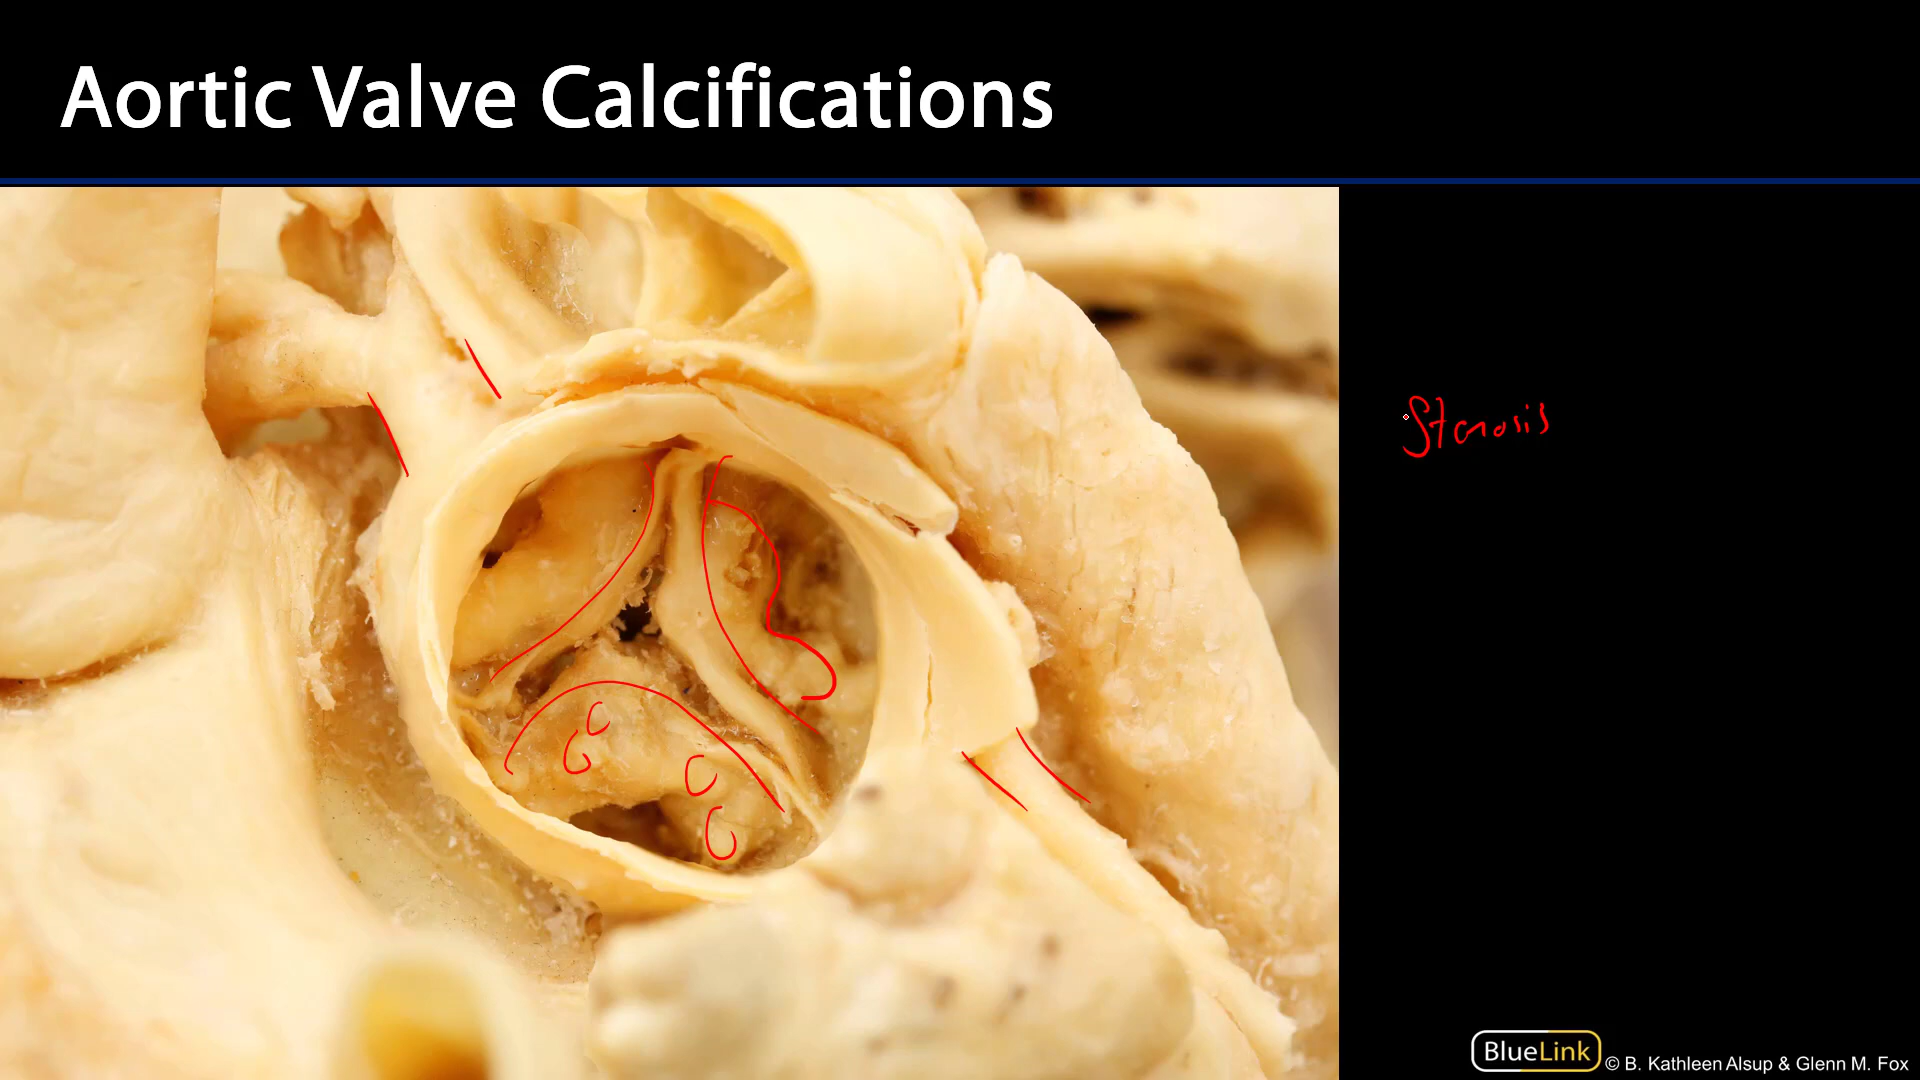 Aortic Valve Calcifications
Stenosis
BlueLink © B. Kathleen Alsup & Glenn M. Fox